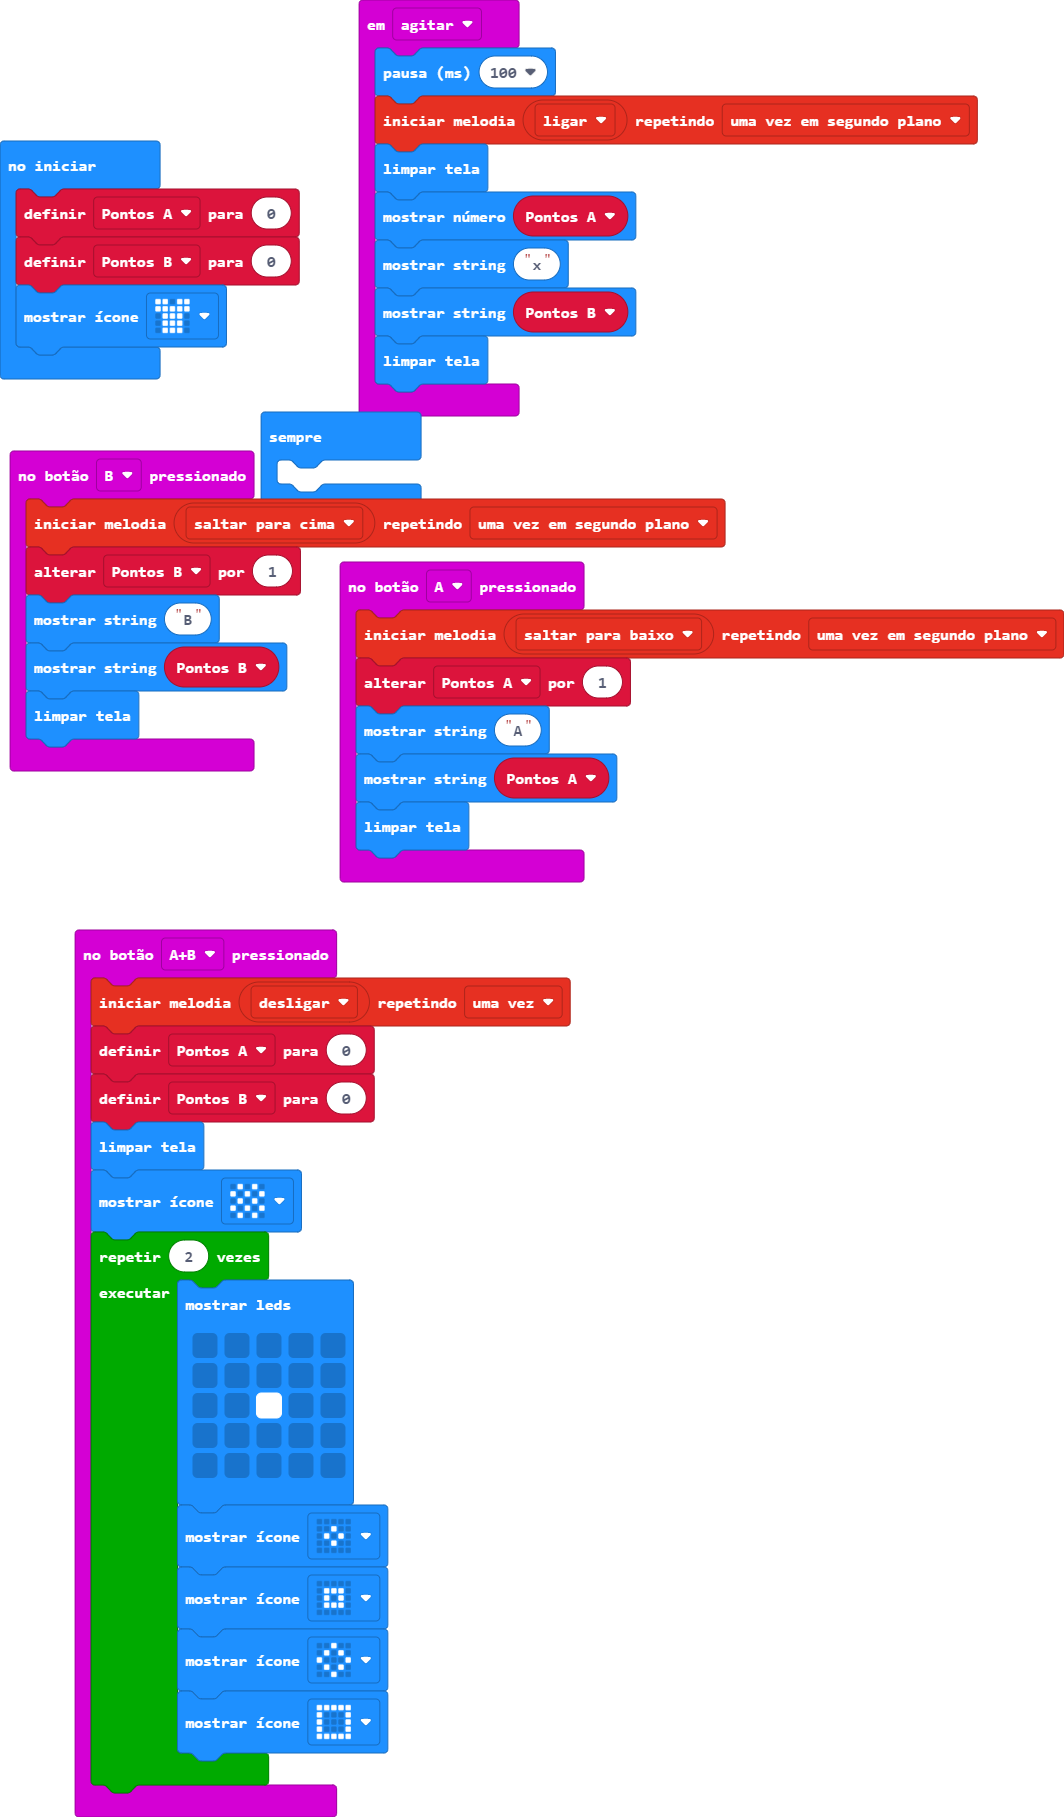 em agitar
pausa (ms) 100
iniciar melodia ligar repetindo uma vez em segundo plano
limpar tela
mostrar número Pontos A
mostrar string "x"
mostrar string Pontos B
limpar tela
no iniciar
definir Pontos A para 0
definir Pontos B para 0
mostrar ícone
sempre
no botão B pressionado
iniciar melodia saltar para cima repetindo uma vez em segundo plano
alterar Pontos B por 1
mostrar string "B"
mostrar string Pontos B
limpar tela
no botão A pressionado
iniciar melodia saltar para baixo repetindo uma vez em segundo plano
alterar Pontos A por 1
mostrar string "A"
mostrar string Pontos A
limpar tela
no botão A+B pressionado
iniciar melodia desligar repetindo uma vez
definir Pontos A para 0
definir Pontos B para 0
limpar tela
mostrar ícone
repetir 2 vezes
executar
mostrar leds
mostrar ícone
mostrar ícone
mostrar ícone
mostrar ícone